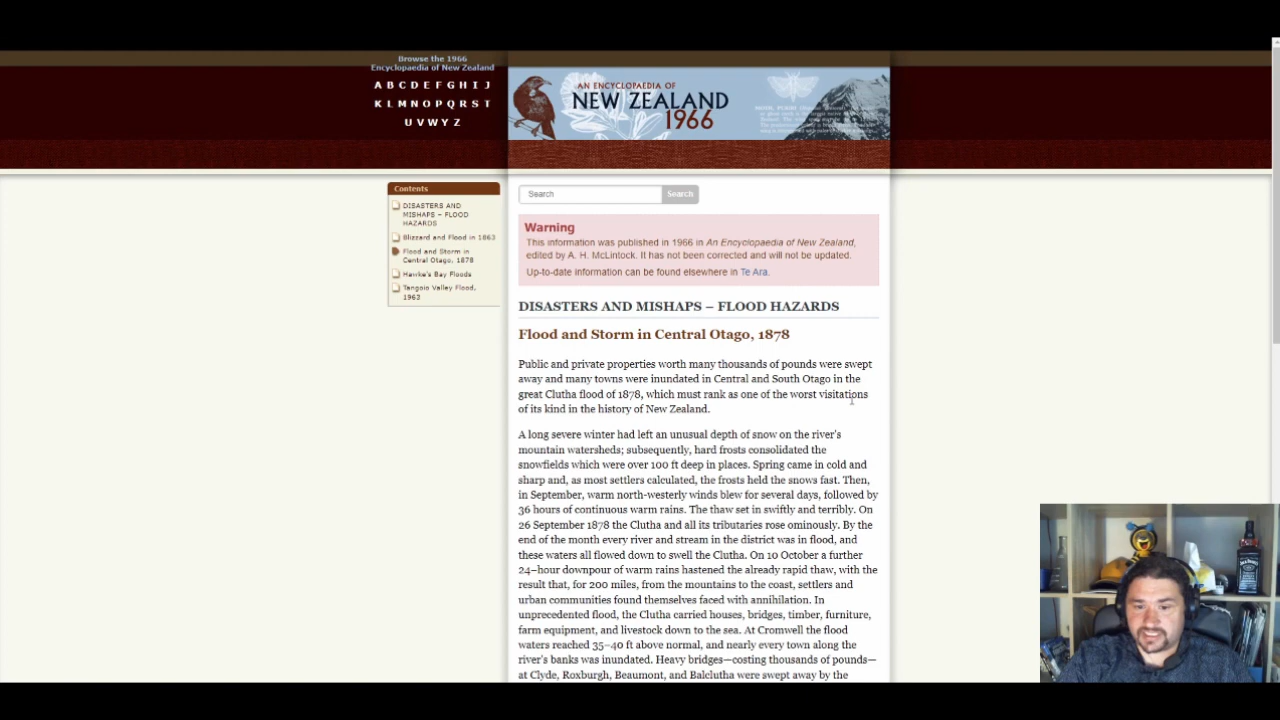 Browse the 1966
Encyclopaedia of New Zealand
A B C D E F G H I J
K L M N O P Q R S T
U V W Y Z
AN ENCYCLOPAEDIA OF
NEW ZEALAND
1966
Contents
DISASTERS AND
MISHAPS – FLOOD
HAZARDS
Blizzard and Flood in 1863
Flood and Storm in
Central Otago, 1878
Hawke's Bay Floods
Tangoio Valley Flood,
1963
Search
Search
Warning
This information was published in 1966 in An Encyclopaedia of New Zealand,
edited by A. H. McLintock. It has not been corrected and will not be updated.
Up-to-date information can be found elsewhere in Te Ara.
DISASTERS AND MISHAPS – FLOOD HAZARDS
Flood and Storm in Central Otago, 1878
Public and private properties worth many thousands of pounds were swept
away and many towns were inundated in Central and South Otago in the
great Clutha flood of 1878, which must rank as one of the worst visitations
of its kind in the history of New Zealand.
A long severe winter had left an unusual depth of snow on the river's
mountain watersheds; subsequently, hard frosts consolidated the
snowfields which were over 100 ft deep in places. Spring came in cold and
sharp and, as most settlers calculated, the frosts held the snows fast. Then,
in September, warm north-westerly winds blew for several days, followed by
36 hours of continuous warm rains. The thaw set in swiftly and terribly. On
26 September 1878 the Clutha and all its tributaries rose ominously. By the
end of the month every river and stream in the district was in flood, and
these waters all flowed down to swell the Clutha. On 10 October a further
24–hour downpour of warm rains hastened the already rapid thaw, with the
result that, for 200 miles, from the mountains to the coast, settlers and
urban communities found themselves faced with annihilation. In
unprecedented flood, the Clutha carried houses, bridges, timber, furniture,
farm equipment, and livestock down to the sea. At Cromwell the flood
waters reached 35–40 ft above normal, and nearly every town along the
river's banks was inundated. Heavy bridges—costing thousands of pounds—
at Clyde, Roxburgh, Beaumont, and Balclutha were swept away by the